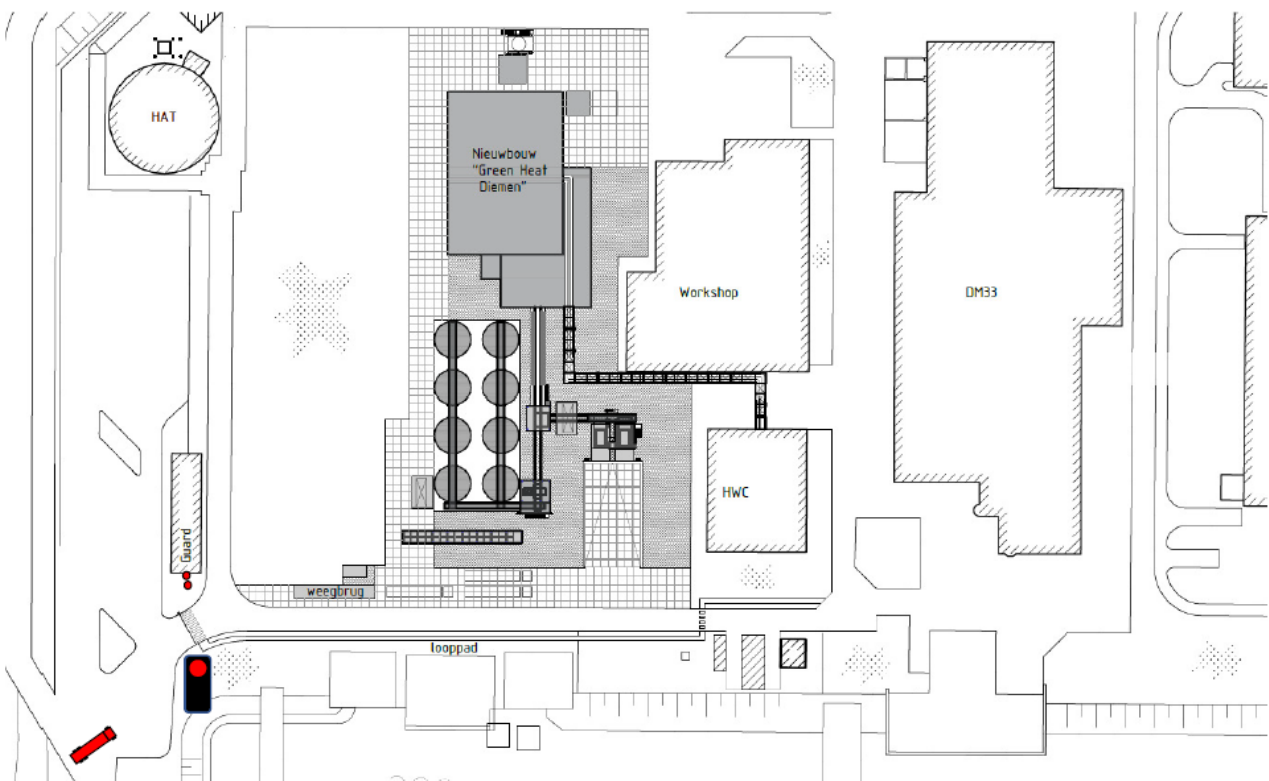 HAT
Nieuwbouw
"Green Heat
Diemen"
Workshop
DM33
HWC
Guard
weegbrug
looppad